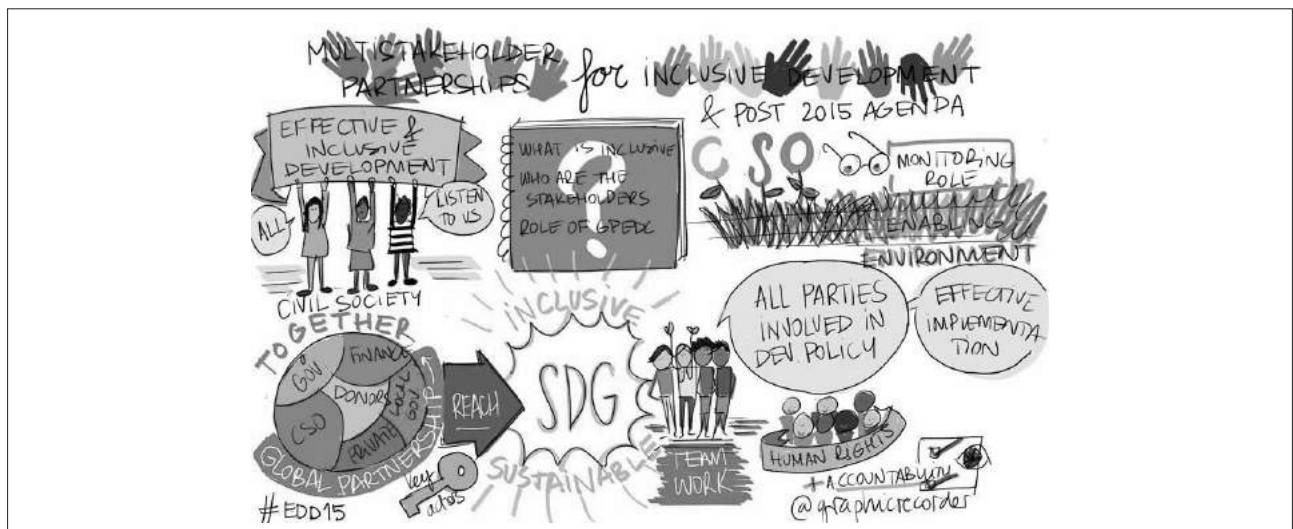 MULTISTAKEHOLDER
PARTNERSHIPS for INCLUSIVE DEVELOPMENT
& POST 2015 AGENDA
EFFECTIVE &
INCLUSIVE
DEVELOPMENT
ALL
LISTEN
TO US
CIVIL SOCIETY
WHAT IS INCLUSIVE
WHO ARE THE
STAKEHOLDERS
ROLE OF GPEDC
?
CSO
MONITORING
ROLE
ENABLING
ENVIRONMENT
TOGETHER
GOV
FINANCE
DONORS
CSO
PRIVATE
GOV
GLOBAL PARTNERSHIP
REACH
key
actors
#EDD15
INCLUSIVE
SDG
SUSTAINABLE
TEAM
WORK
ALL PARTIES
INVOLVED IN
DEV POLICY
EFFECTIVE
IMPLEMENTA
TION
HUMAN RIGHTS
+ ACCOUNTABILITY
@graphicrecorder